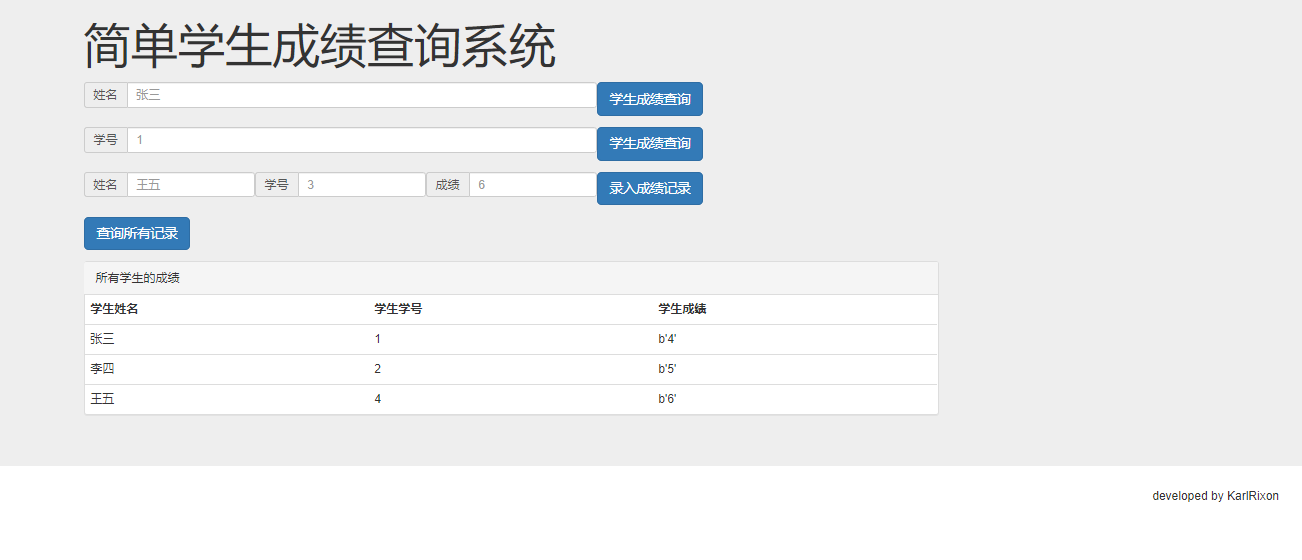 简单学生成绩查询系统
姓名 张三 学生成绩查询
学号 1 学生成绩查询
姓名 王五 学号 3 成绩 6 录入成绩记录
查询所有记录
所有学生的成绩
学生姓名 学生学号 学生成绩
张三 1 b'4'
李四 2 b'5'
王五 4 b'6'
developed by KarlRixon